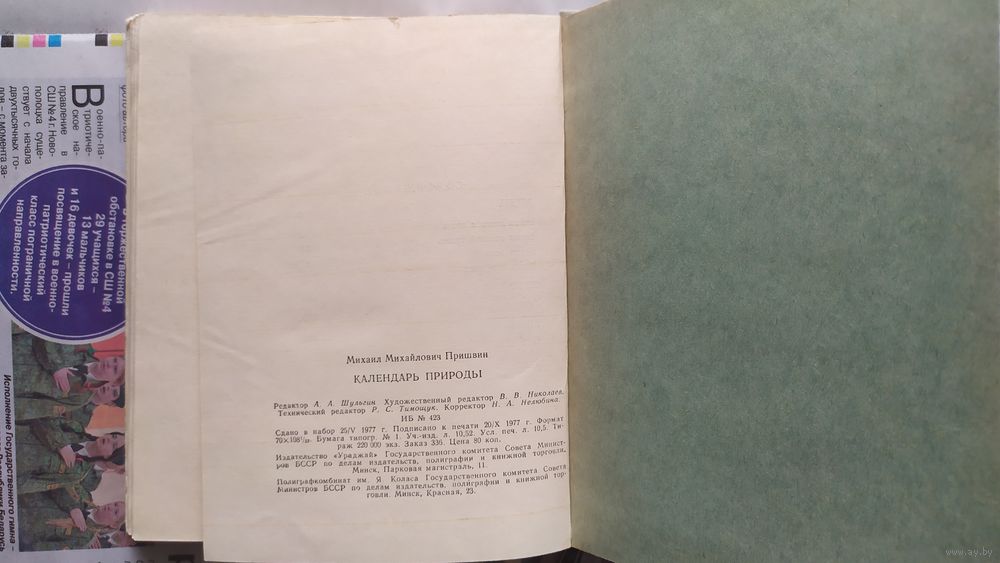 Михаил Михайлович Пришвин
КАЛЕНДАРЬ ПРИРОДЫ
Редактор А. А. Шульгин Художественный редактор В. В. Николаев.
Технический редактор Р. С. Тимощук. Корректор Н. А. Нелюбина.
ИБ № 423
Сдано в набор 25/V 1977 г. Подписано к печати 20/X 1977 г. Формат
70×108¹/₃₂. Бумага типогр. № 1. Уч.-изд. л. 10,52. Усл. печ. л. 10,5. Ти-
раж 220 000 экз. Заказ 336. Цена 80 коп.
Издательство «Ураджай» Государственного комитета Совета Минист-
ров БССР по делам издательств, полиграфии и книжной торговли,
Минск, Парковая магистраль, 11.
Полиграфкомбинат им. Я Коласа Государственного комитета Совета
Министров БССР по делам издательств, полиграфии и книжной тор-
говли. Минск, Красная, 23.
Военно-па-
триотиче-
ское на-
правление в
СШ №4 г. Ново-
полоцка суще-
ствует с начала
двухтысячных го-
дов – с момента за-
обстановке в СШ №4
29 учащихся –
13 мальчиков
и 16 девочек – прошли
посвящение в военно-
патриотический
класс пограничной
направленности.
Исполнение Государственного гимна –
Республики Беларусь
www.ay.by